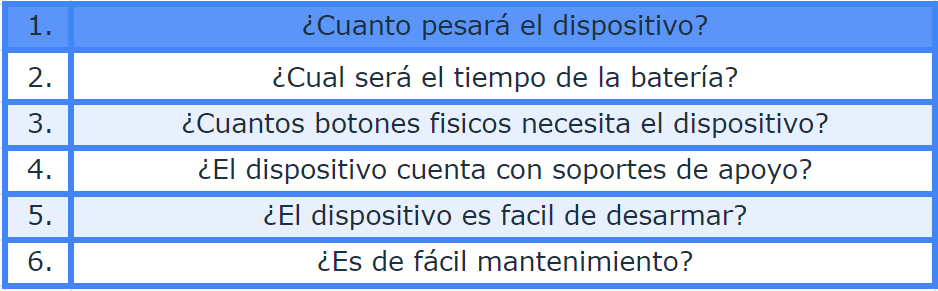 1. ¿Cuanto pesará el dispositivo?
2. ¿Cual será el tiempo de la batería?
3. ¿Cuantos botones fisicos necesita el dispositivo?
4. ¿El dispositivo cuenta con soportes de apoyo?
5. ¿El dispositivo es facil de desarmar?
6. ¿Es de fácil mantenimiento?